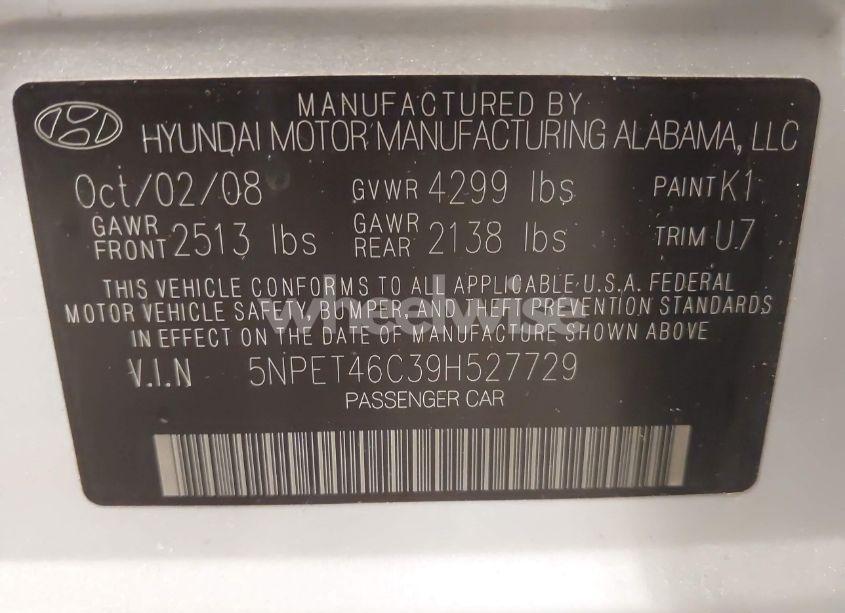 MANUFACTURED BY
HYUNDAI MOTOR MANUFACTURING ALABAMA, LLC
Oct/02/08 GVWR 4299 lbs PAINT K1
GAWR FRONT 2513 lbs GAWR REAR 2138 lbs TRIM U.7
THIS VEHICLE CONFORMS TO ALL APPLICABLE U.S.A. FEDERAL
MOTOR VEHICLE SAFETY, BUMPER, AND THEFT PREVENTION STANDARDS
IN EFFECT ON THE DATE OF MANUFACTURE SHOWN ABOVE.
wheelwise
V.I.N 5NPET46C39H527729
PASSENGER CAR